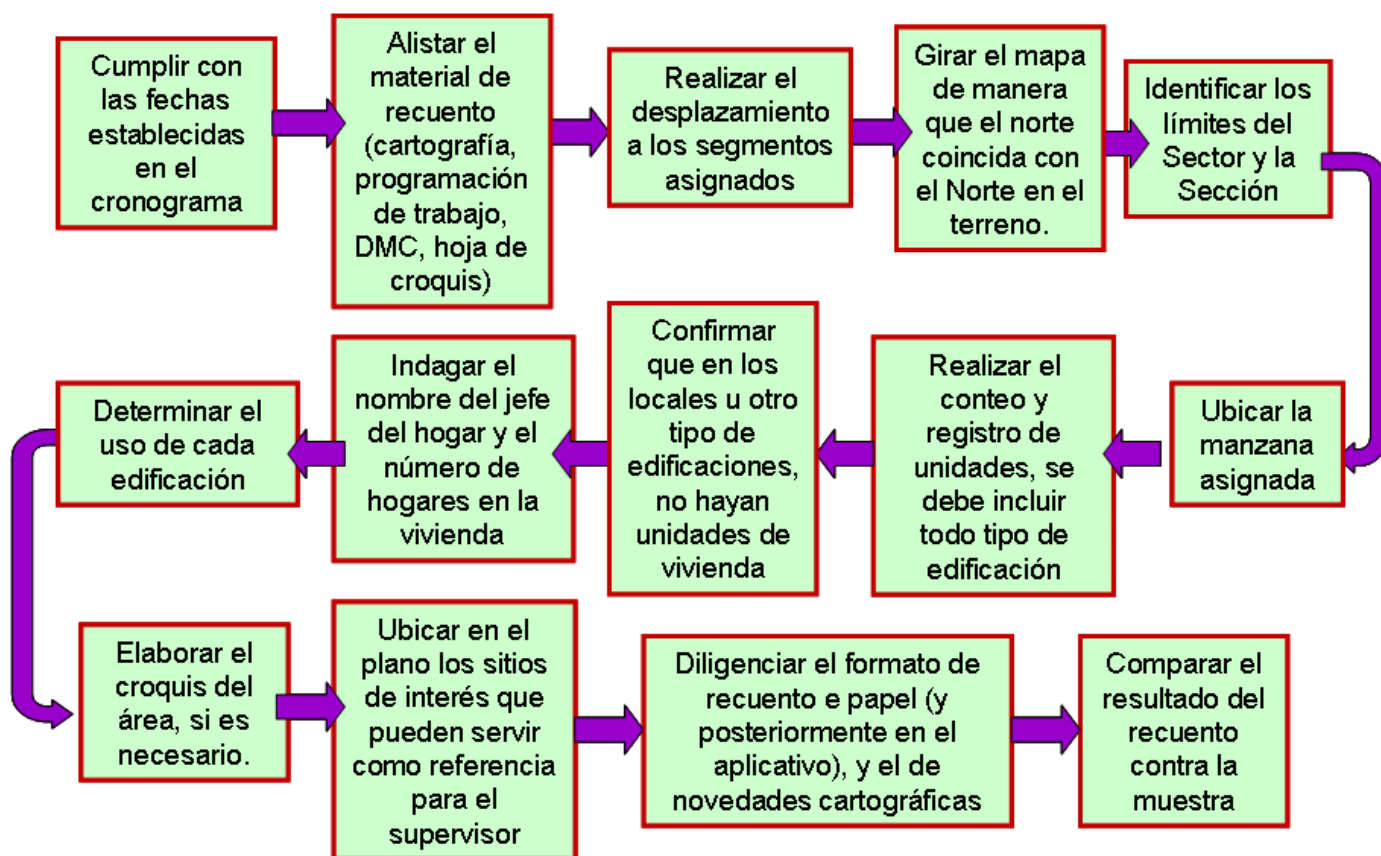 Cumplir con
las fechas
establecidas
en el
cronograma
Alistar el
material de
recuento
(cartografía,
programación
de trabajo,
DMC, hoja de
croquis)
Realizar el
desplazamiento
a los segmentos
asignados
Girar el mapa
de manera
que el norte
coincida con
el Norte en el
terreno.
Identificar los
límites del
Sector y la
Sección
Ubicar la
manzana
asignada
Realizar el
conteo y
registro de
unidades, se
debe incluir
todo tipo de
edificación
Confirmar
que en los
locales u otro
tipo de
edificaciones,
no hayan
unidades de
vivienda
Indagar el
nombre del jefe
del hogar y el
número de
hogares en la
vivienda
Determinar el
uso de cada
edificación
Elaborar el
croquis del
área, si es
necesario.
Ubicar en el
plano los sitios
de interés que
pueden servir
como referencia
para el
supervisor
Diligenciar el formato de
recuento e papel (y
posteriormente en el
aplicativo), y el de
novedades cartográficas
Comparar el
resultado del
recuento
contra la
muestra